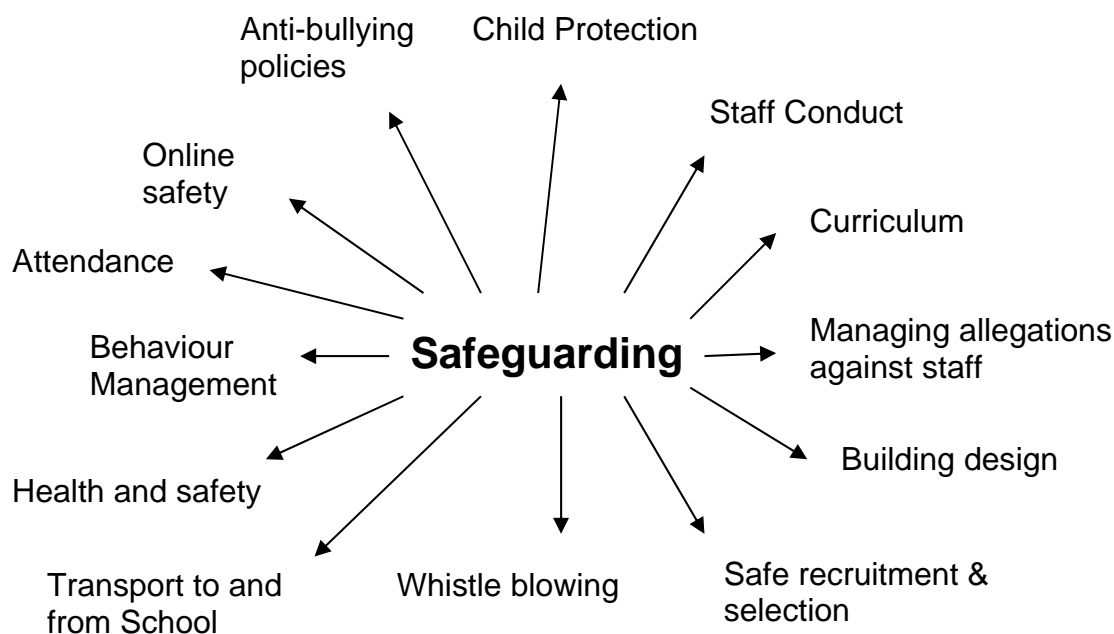 Anti-bullying
policies
Child Protection
Staff Conduct
Online
safety
Curriculum
Attendance
Behaviour
Management
Safeguarding
Managing allegations
against staff
Building design
Health and safety
Transport to and
from School
Whistle blowing
Safe recruitment &
selection